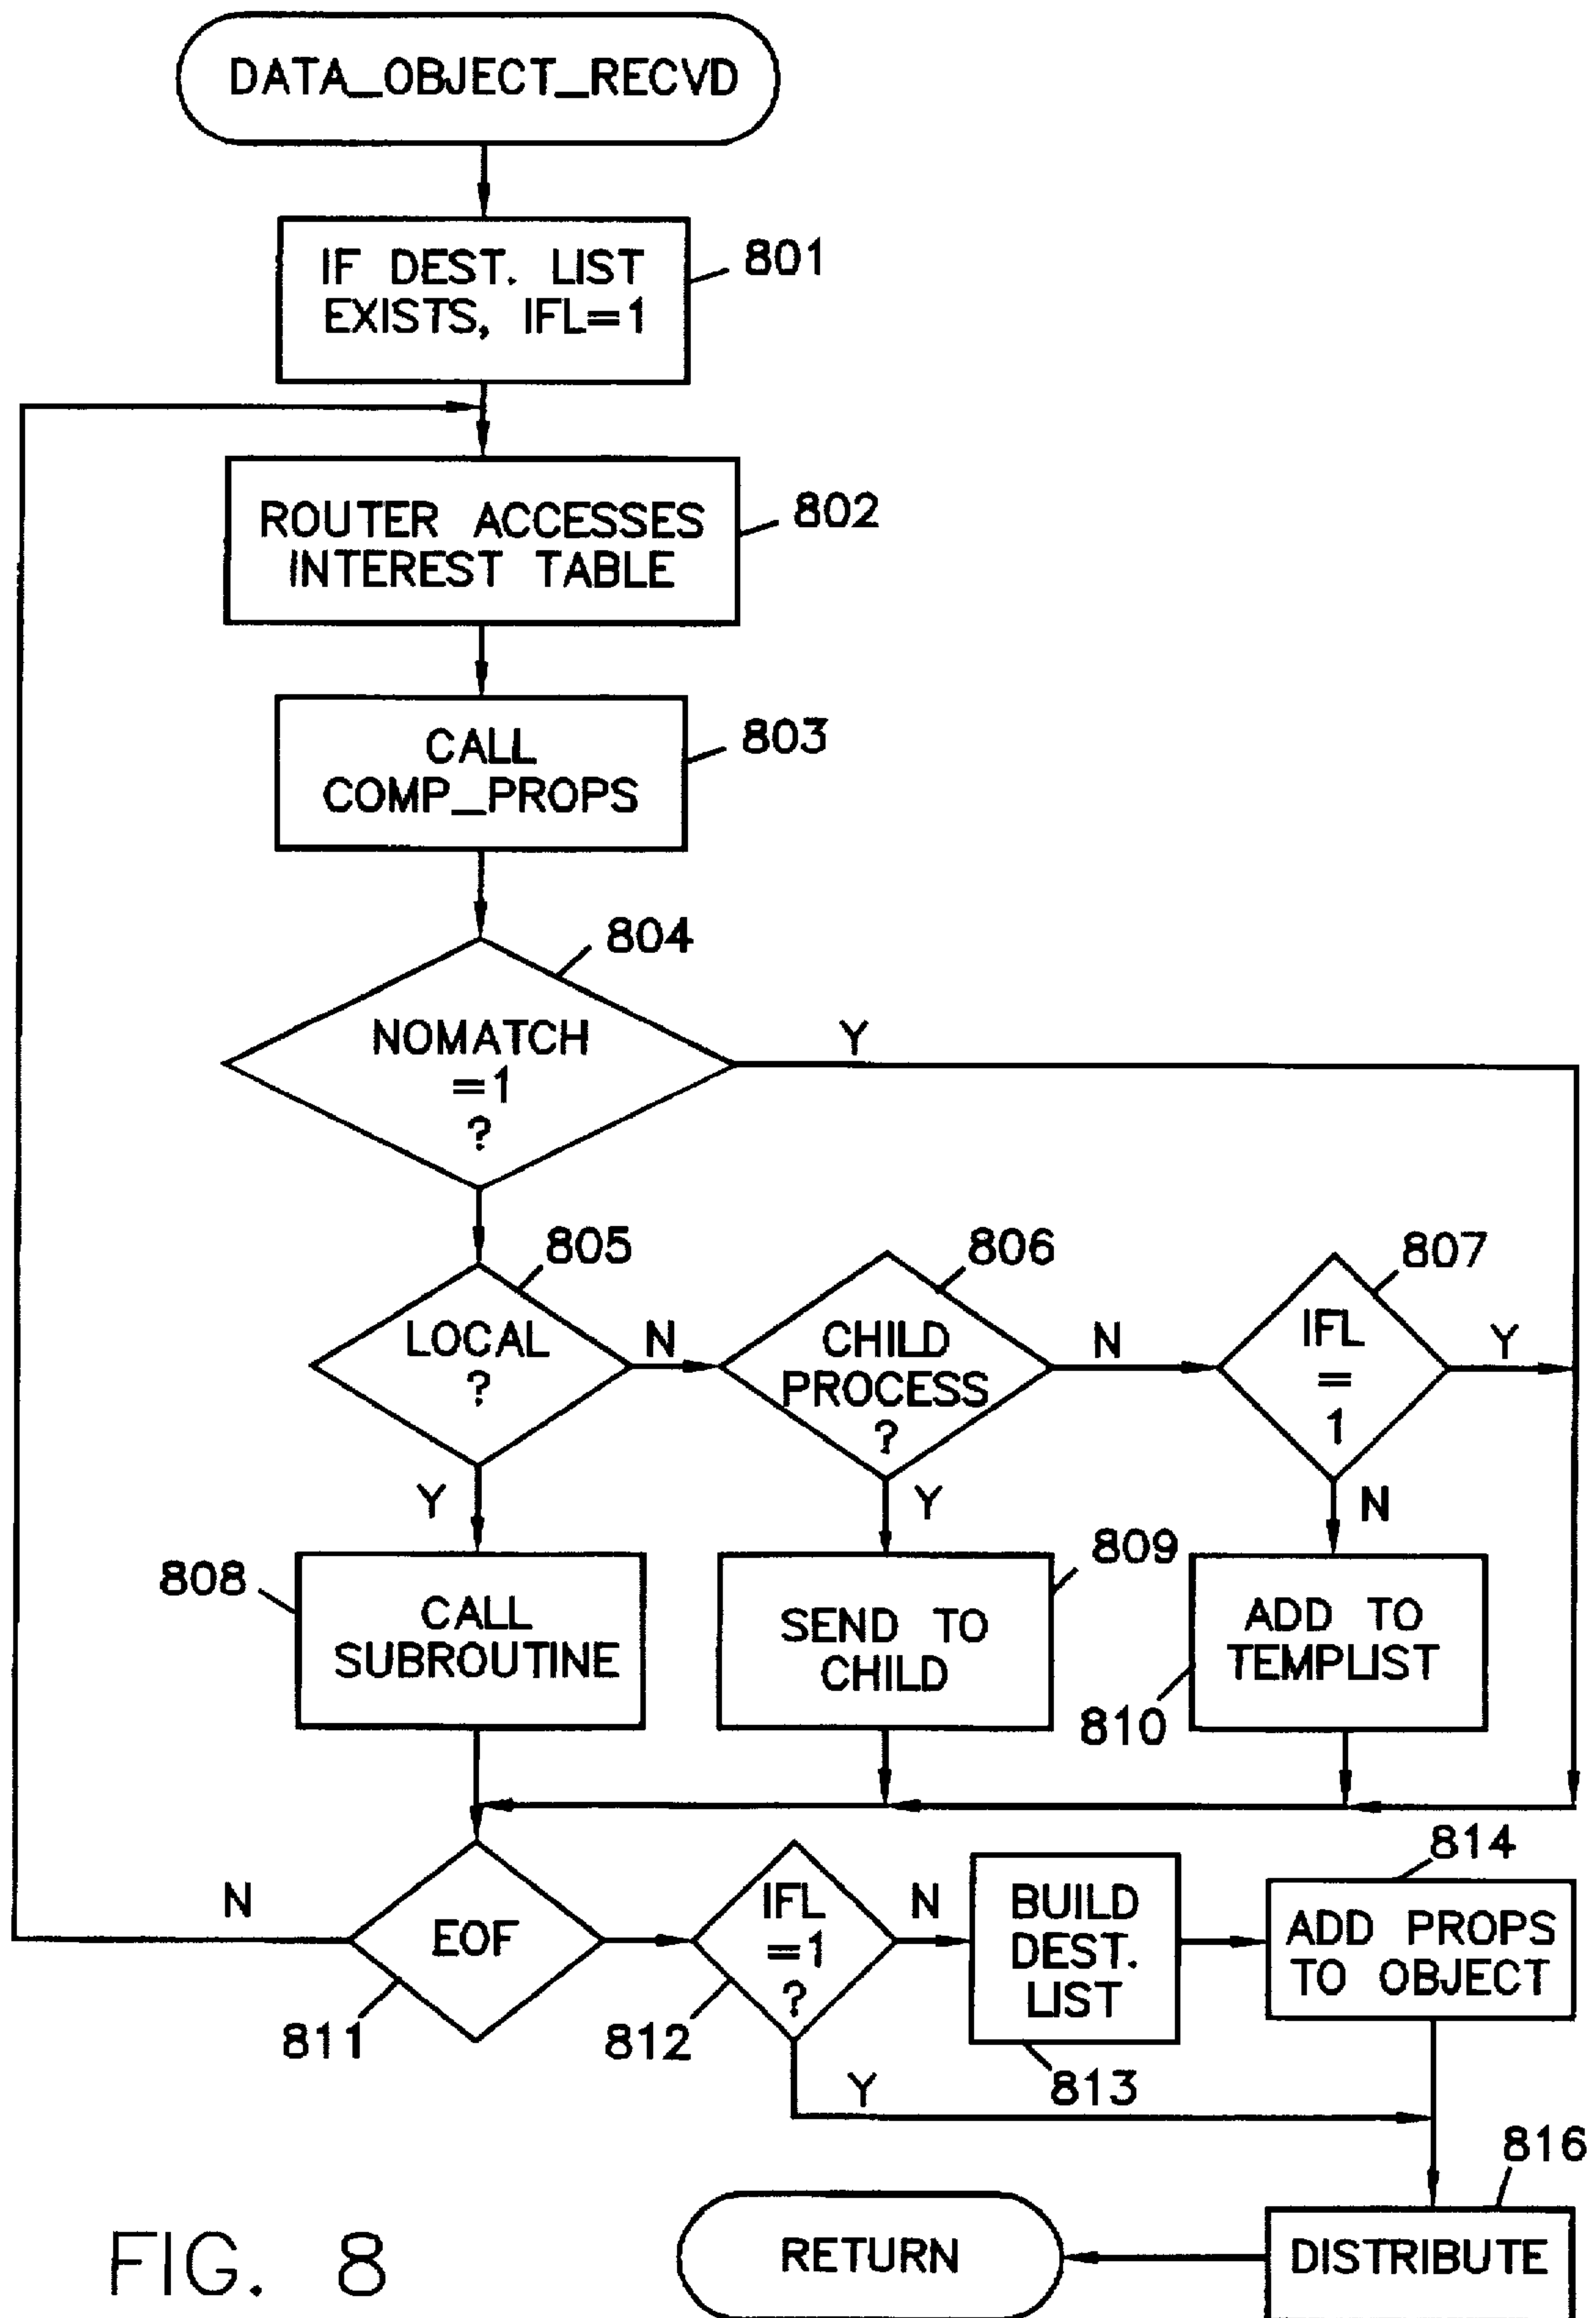 DATA_OBJECT_RECVD
IF DEST. LIST
EXISTS, IFL=1
801
ROUTER ACCESSES
INTEREST TABLE
802
CALL
COMP_PROPS
803
804
NOMATCH
=1
?
Y
805
LOCAL
?
N
806
CHILD
PROCESS
?
N
807
IFL
=
1
Y
Y
Y
N
808
CALL
SUBROUTINE
809
SEND TO
CHILD
ADD TO
TEMPLIST
810
N
EOF
811
IFL
=1
?
812
N
BUILD
DEST.
LIST
813
814
ADD PROPS
TO OBJECT
Y
816
DISTRIBUTE
RETURN
FIG. 8